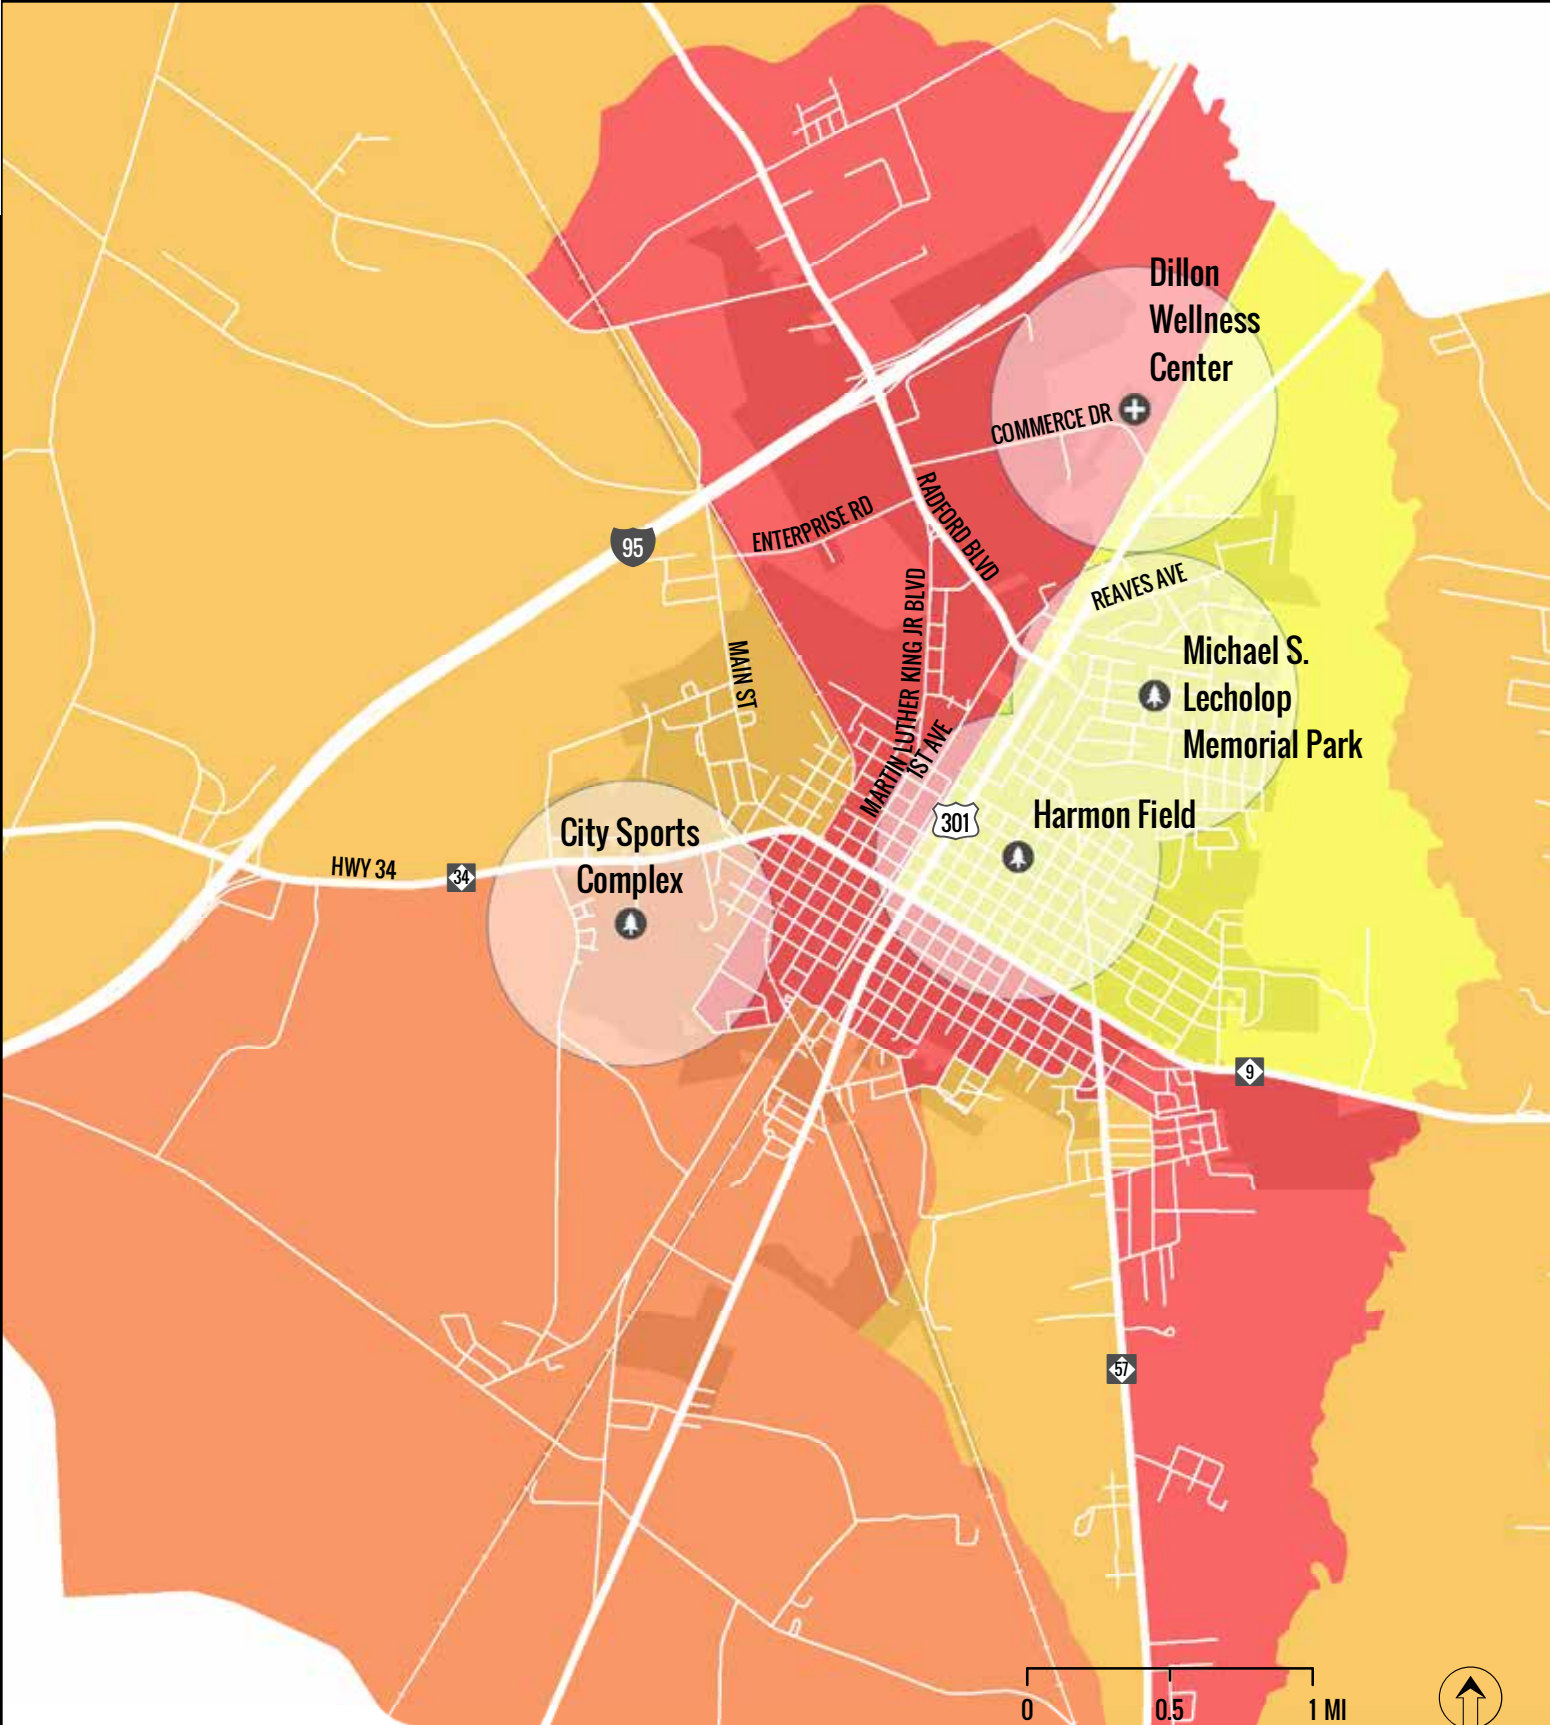 Dillon
Wellness
Center
COMMERCE DR
RADFORD BLVD
ENTERPRISE RD
95
REAVES AVE
MARTIN LUTHER KING JR BLVD
MAIN ST
Michael S.
Lecholop
Memorial Park
1ST AVE
301
Harmon Field
City Sports
Complex
HWY 34
34
9
57
0
0.5
1 MI